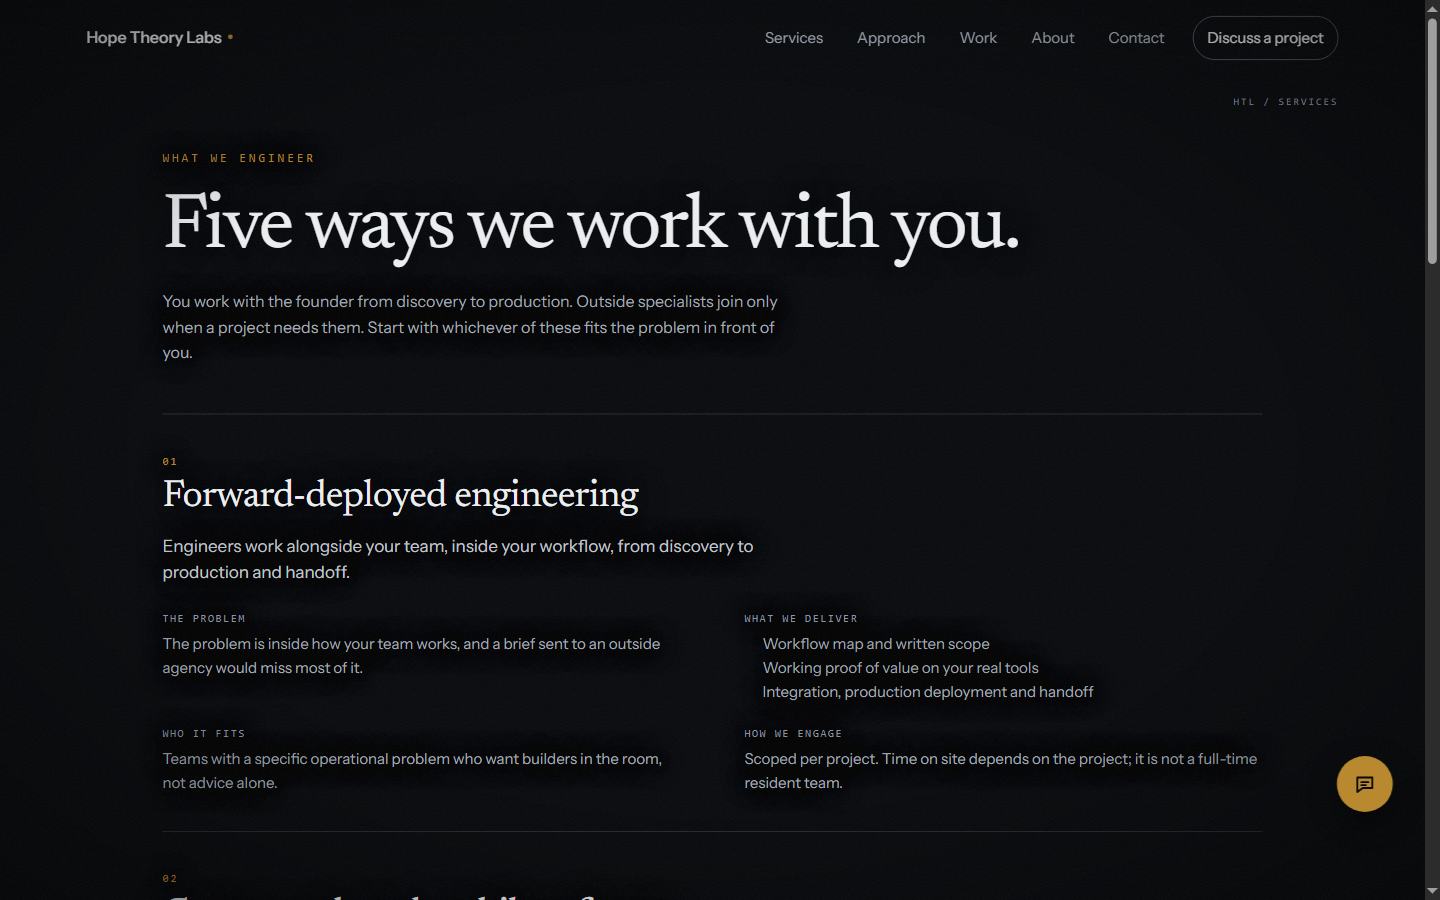 Hope Theory Labs
Services
Approach
Work
About
Contact
Discuss a project
HTL / SERVICES
WHAT WE ENGINEER
Five ways we work with you.
You work with the founder from discovery to production. Outside specialists join only
when a project needs them. Start with whichever of these fits the problem in front of
you.
01
Forward-deployed engineering
Engineers work alongside your team, inside your workflow, from discovery to
production and handoff.
THE PROBLEM
The problem is inside how your team works, and a brief sent to an outside
agency would miss most of it.
WHAT WE DELIVER
Workflow map and written scope
Working proof of value on your real tools
Integration, production deployment and handoff
WHO IT FITS
Teams with a specific operational problem who want builders in the room,
not advice alone.
HOW WE ENGAGE
Scoped per project. Time on site depends on the project; it is not a full-time
resident team.
02